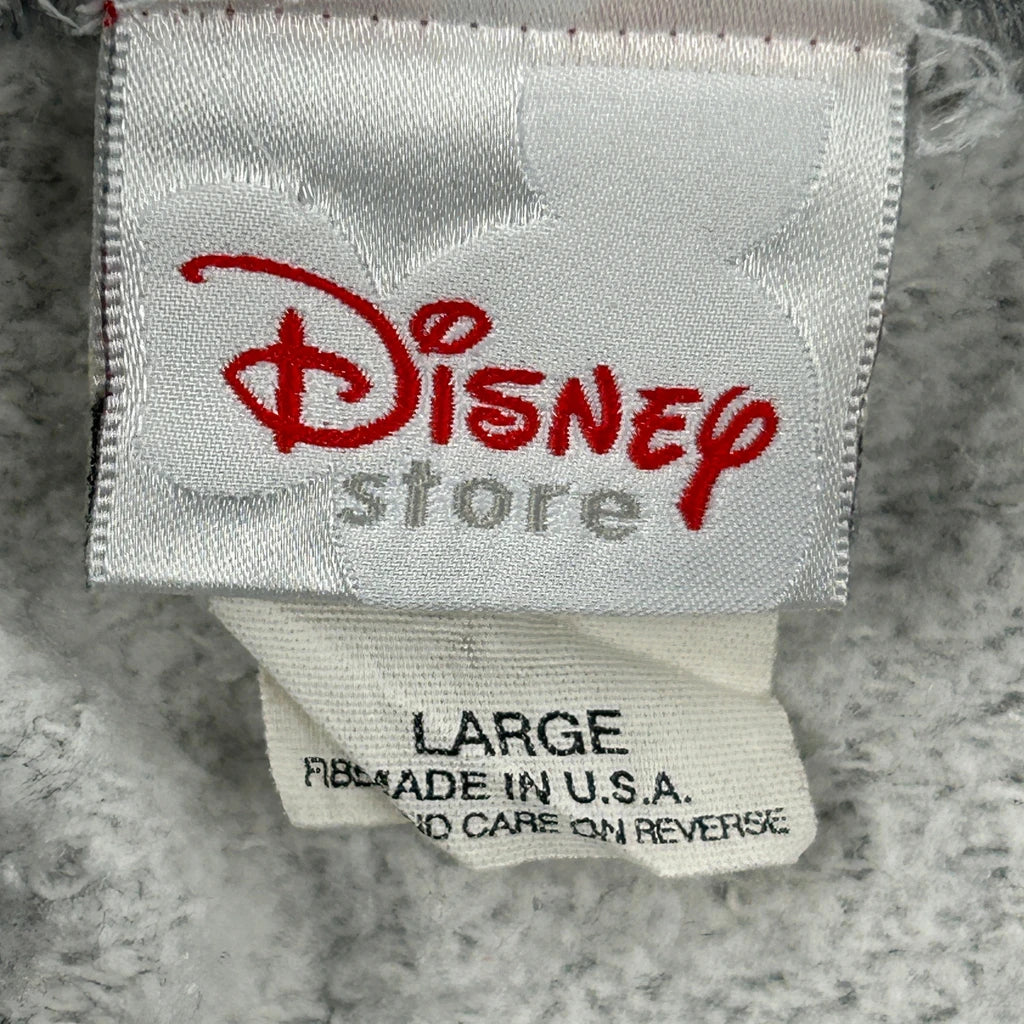 Disney
store
LARGE
MADE IN U.S.A.
CARE ON REVERSE